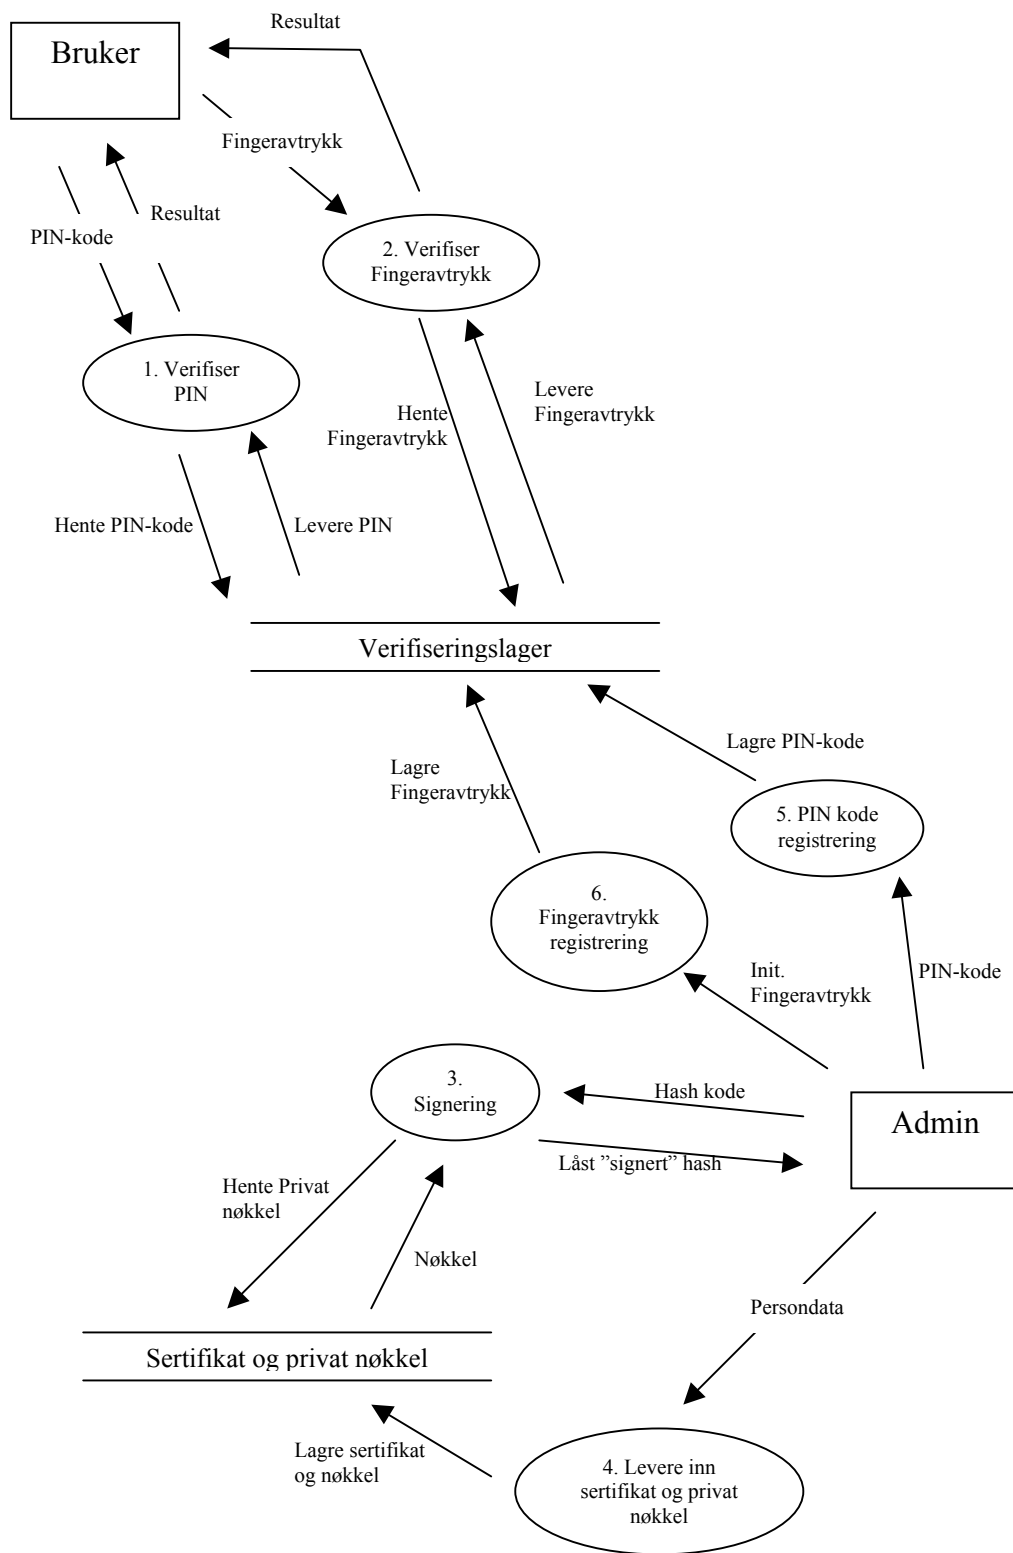 Resultat
Bruker
Fingeravtrykk
Resultat
PIN-kode
2. Verifiser
Fingeravtrykk
1. Verifiser
PIN
Levere
Fingeravtrykk
Hente
Fingeravtrykk
Hente PIN-kode
Levere PIN
Verifiseringslager
Lagre PIN-kode
Lagre
Fingeravtrykk
5. PIN kode
registrering
6.
Fingeravtrykk
registrering
Init.
Fingeravtrykk
PIN-kode
3.
Signering
Hash kode
Admin
Låst ”signert” hash
Hente Privat
nøkkel
Nøkkel
Persondata
Sertifikat og privat nøkkel
Lagre sertifikat
og nøkkel
4. Levere inn
sertifikat og privat
nøkkel